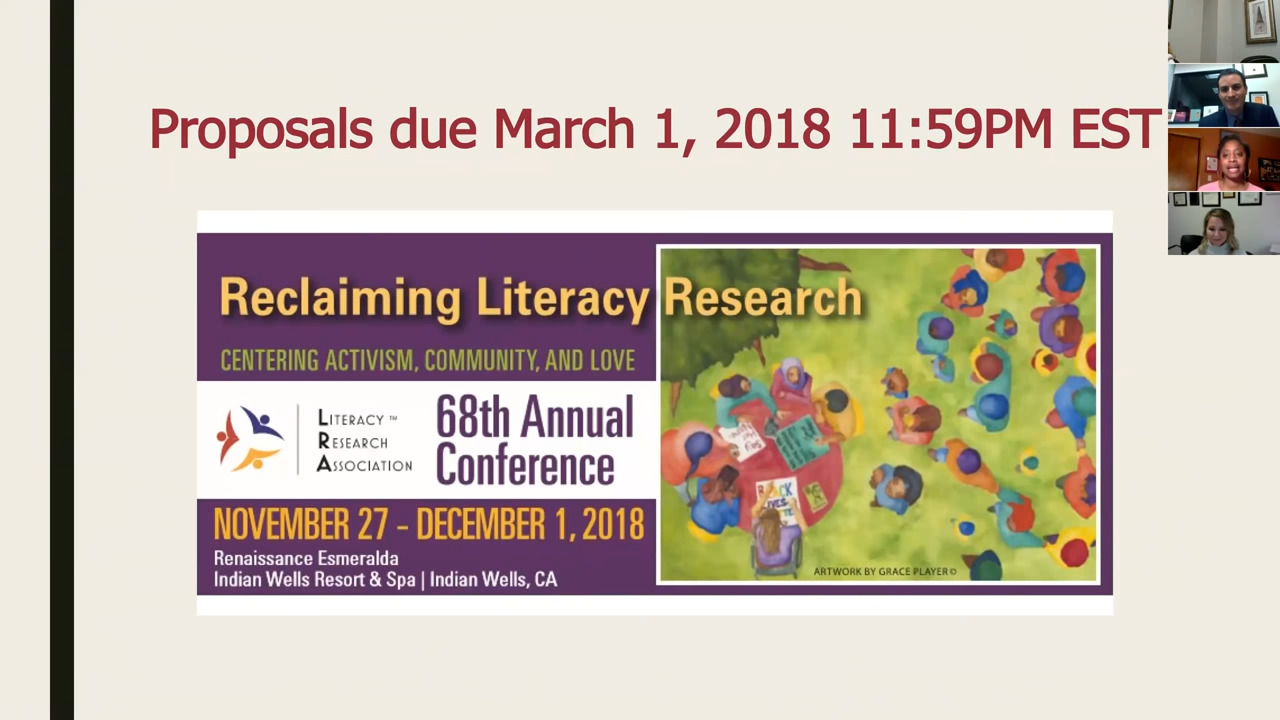 Proposals due March 1, 2018 11:59PM EST
Reclaiming Literacy Research
CENTERING ACTIVISM, COMMUNITY, AND LOVE
LITERACY™
RESEARCH
ASSOCIATION
68th Annual
Conference
NOVEMBER 27 - DECEMBER 1, 2018
Renaissance Esmeralda
Indian Wells Resort & Spa | Indian Wells, CA
ARTWORK BY GRACE PLAYER©